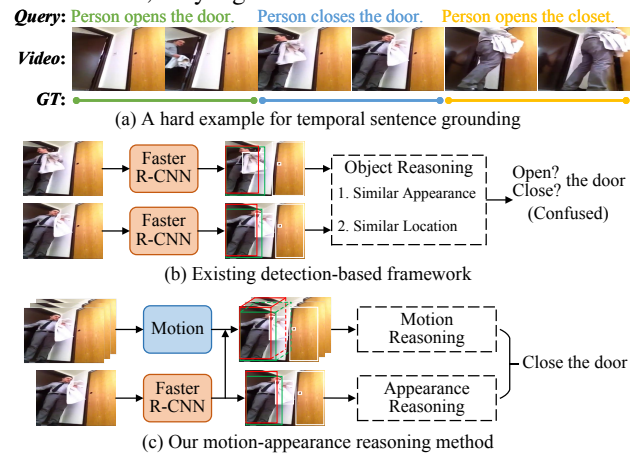 Query: Person opens the door. Person closes the door. Person opens the closet.
Video:
GT:
(a) A hard example for temporal sentence grounding
Faster
R-CNN
Object Reasoning
1. Similar Appearance
2. Similar Location
Faster
R-CNN
Open?
Close?
the door
(Confused)
(b) Existing detection-based framework
Motion
Motion
Reasoning
Faster
R-CNN
Appearance
Reasoning
Close the door
(c) Our motion-appearance reasoning method